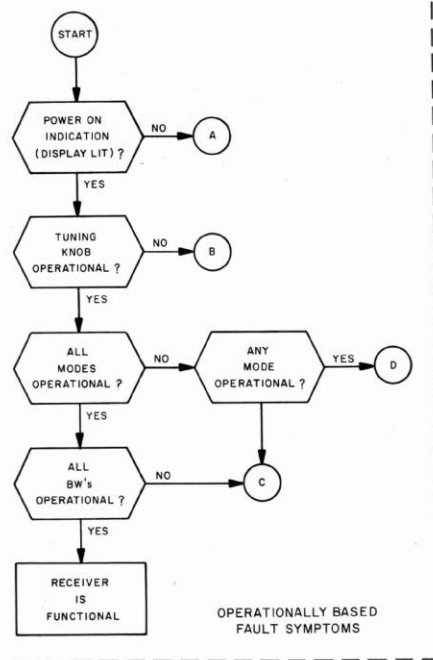 START
POWER ON
INDICATION
(DISPLAY LIT) ?
NO
A
YES
TUNING
KNOB
OPERATIONAL ?
NO
B
YES
ALL
MODES
OPERATIONAL ?
NO
ANY
MODE
OPERATIONAL ?
YES
D
YES
ALL
BW's
OPERATIONAL ?
NO
C
YES
RECEIVER
IS
FUNCTIONAL
OPERATIONALLY BASED
FAULT SYMPTOMS